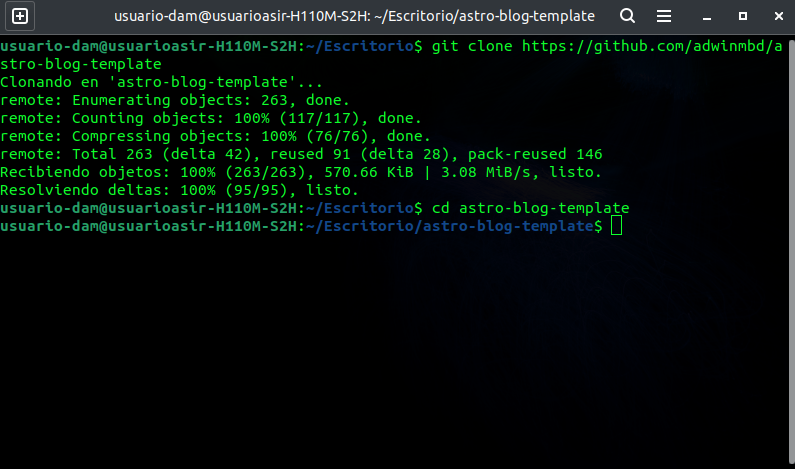 usuario-dam@usuarioasir-H110M-S2H: ~/Escritorio/astro-blog-template
usuario-dam@usuarioasir-H110M-S2H:~/Escritorio$ git clone https://github.com/adwinmbd/a
stro-blog-template
Clonando en 'astro-blog-template'...
remote: Enumerating objects: 263, done.
remote: Counting objects: 100% (117/117), done.
remote: Compressing objects: 100% (76/76), done.
remote: Total 263 (delta 42), reused 91 (delta 28), pack-reused 146
Recibiendo objetos: 100% (263/263), 570.66 KiB | 3.08 MiB/s, listo.
Resolviendo deltas: 100% (95/95), listo.
usuario-dam@usuarioasir-H110M-S2H:~/Escritorio$ cd astro-blog-template
usuario-dam@usuarioasir-H110M-S2H:~/Escritorio/astro-blog-template$